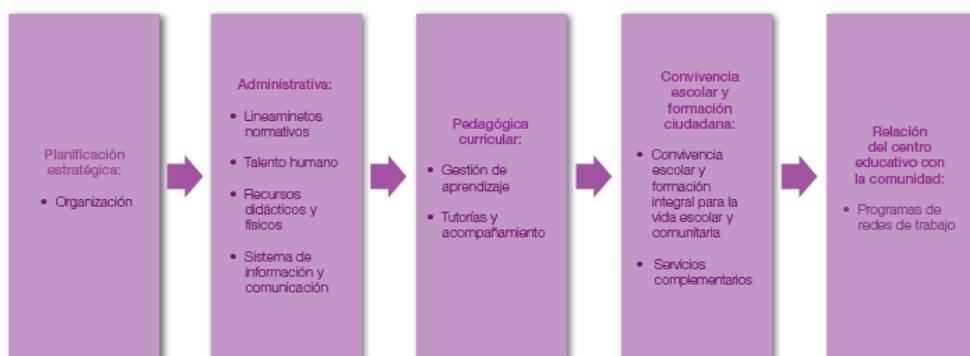 Planificación
estratégica:
• Organización
Administrativa:
• Lineaminetos
normativos
• Talento humano
• Recursos
didácticos y
físicos
• Sistema de
información y
comunicación
Pedagógica
curricular:
• Gestión de
aprendizaje
• Tutorías y
acompañamiento
Convivencia
escolar y
formación
ciudadana:
• Convivencia
escolar y
formación
integral para la
vida escolar y
comunitaria
• Servicios
complementarios
Relación
del centro
educativo con
la comunidad:
• Programas de
redes de trabajo